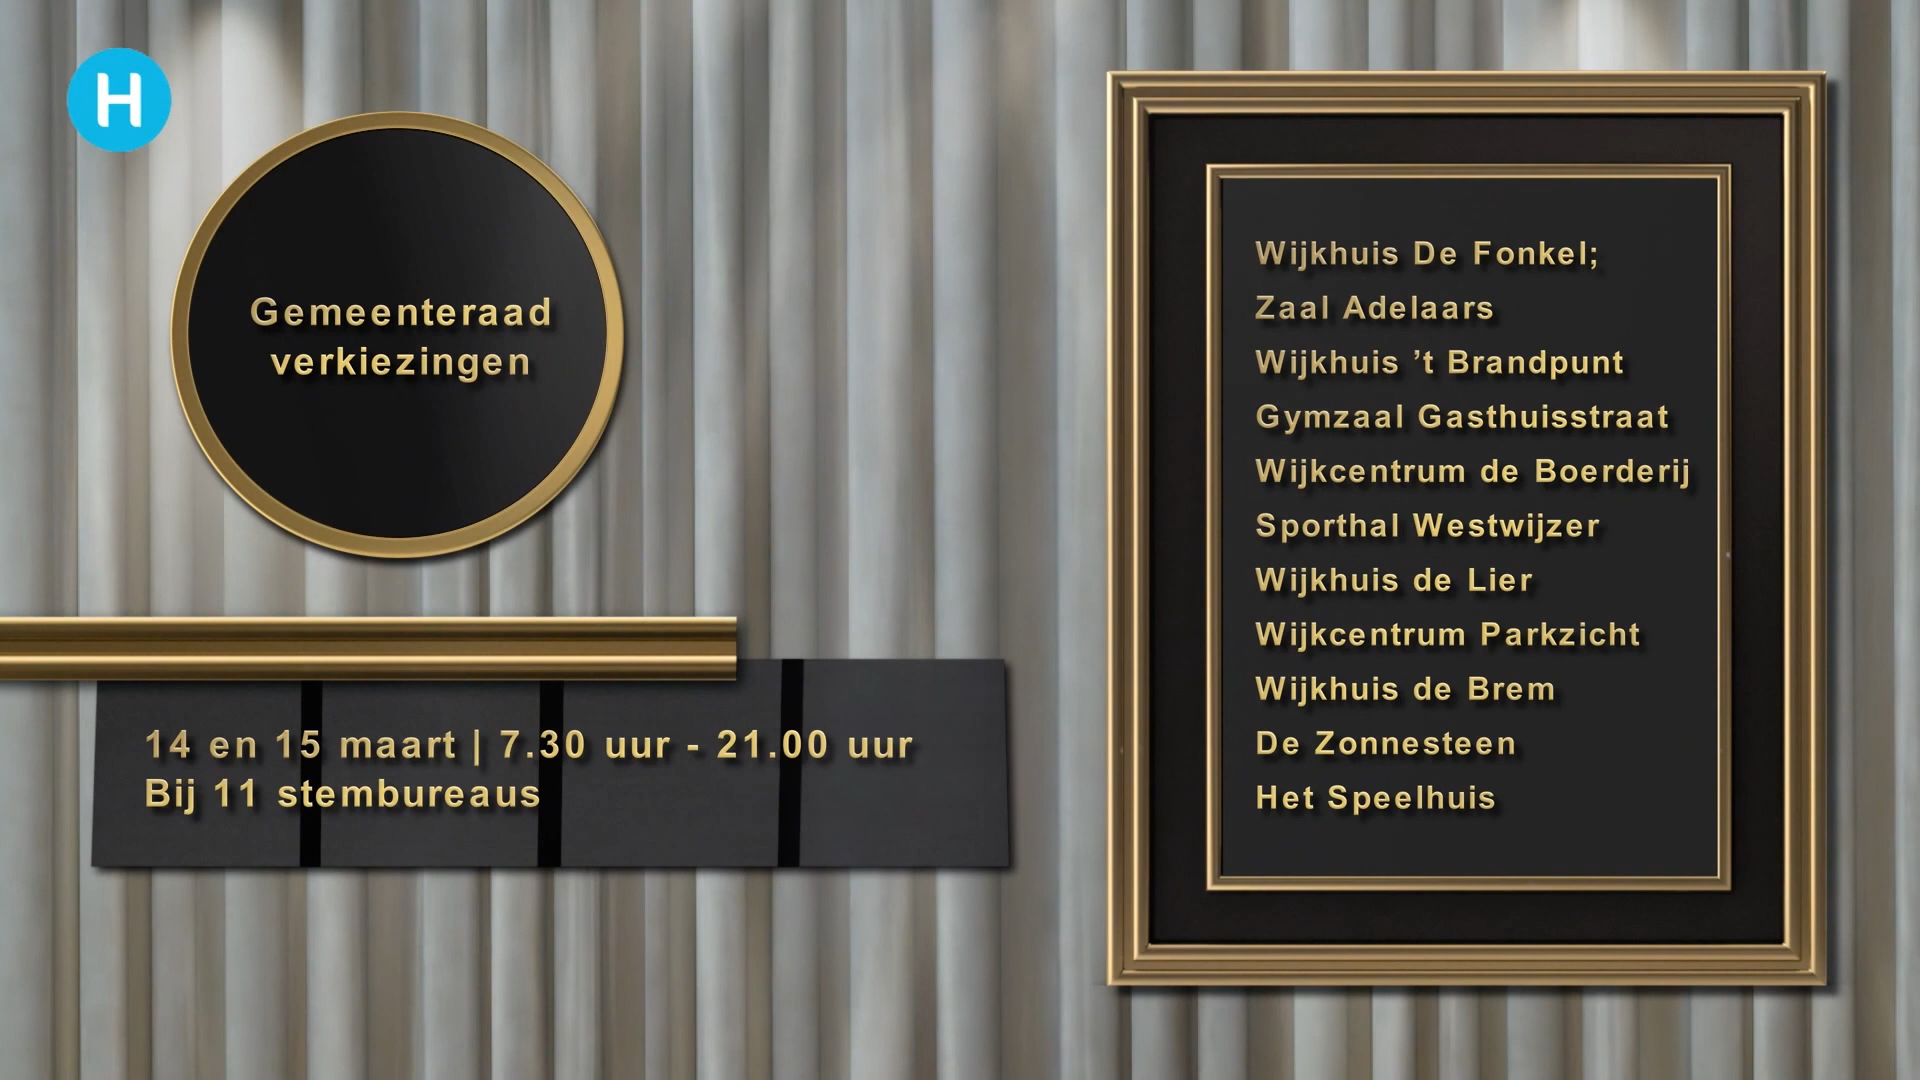 H
Gemeenteraad
verkiezingen
14 en 15 maart | 7.30 uur - 21.00 uur
Bij 11 stembureaus
Wijkhuis De Fonkel;
Zaal Adelaars
Wijkhuis ’t Brandpunt
Gymzaal Gasthuisstraat
Wijkcentrum de Boerderij
Sporthal Westwijzer
Wijkhuis de Lier
Wijkcentrum Parkzicht
Wijkhuis de Brem
De Zonnesteen
Het Speelhuis